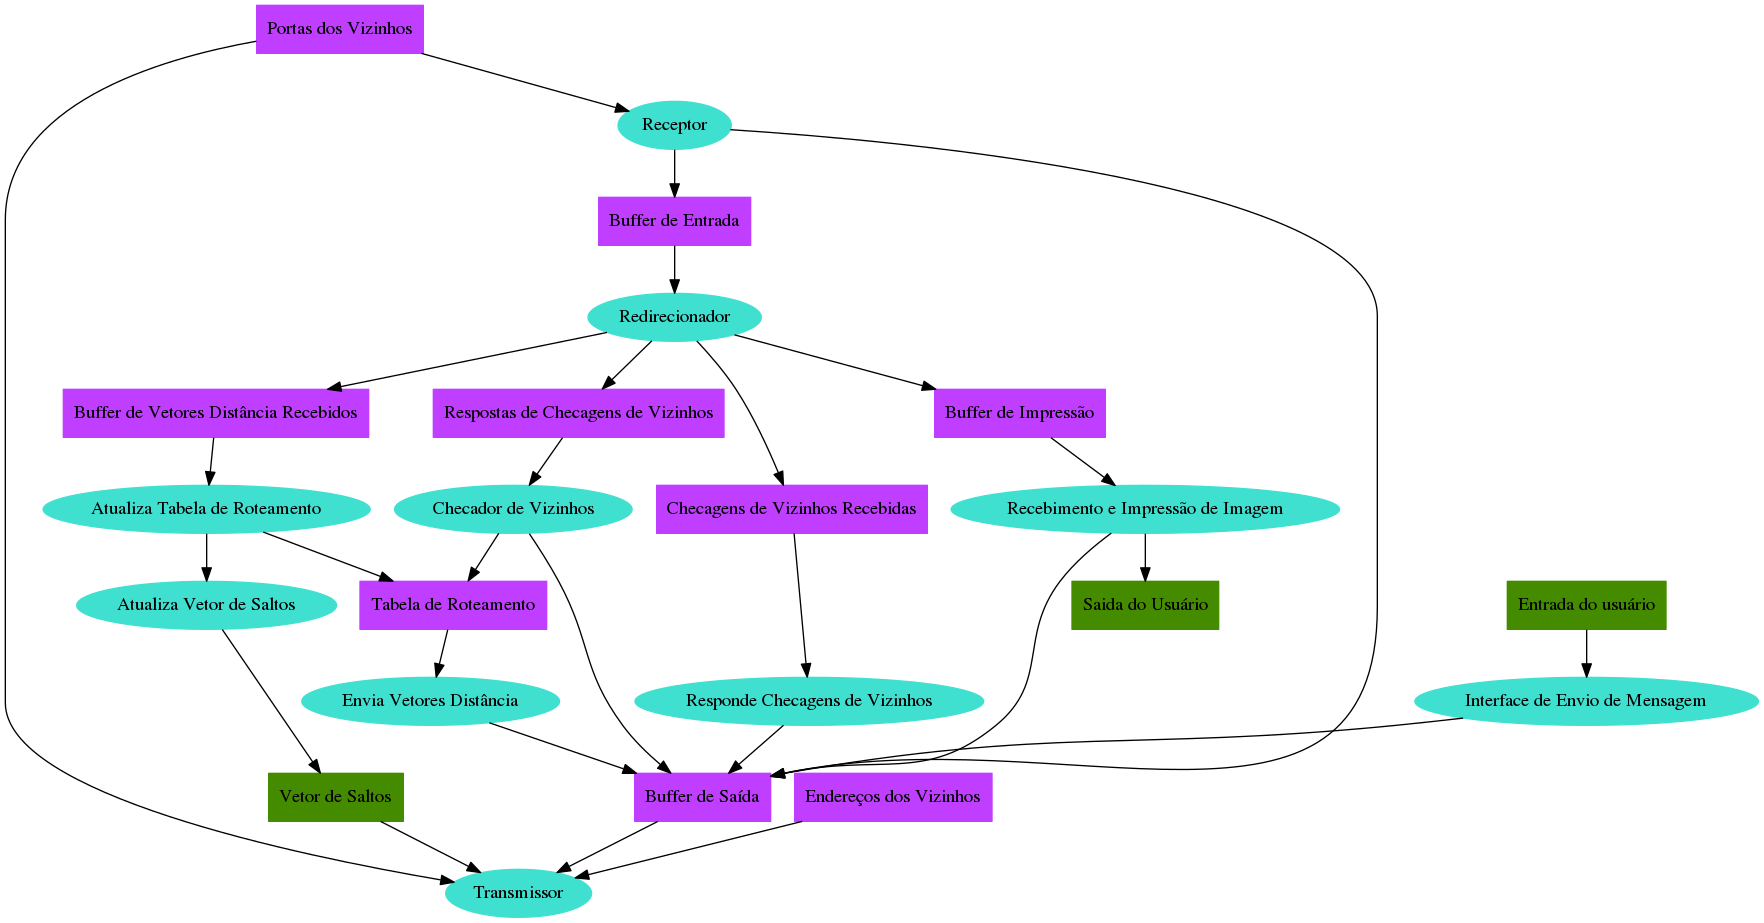 Portas dos Vizinhos
Receptor
Buffer de Entrada
Redirecionador
Buffer de Vetores Distância Recebidos
Respostas de Checagens de Vizinhos
Buffer de Impressão
Atualiza Tabela de Roteamento
Checador de Vizinhos
Checagens de Vizinhos Recebidas
Recebimento e Impressão de Imagem
Atualiza Vetor de Saltos
Tabela de Roteamento
Saida do Usuário
Entrada do usuário
Envia Vetores Distância
Responde Checagens de Vizinhos
Interface de Envio de Mensagem
Vetor de Saltos
Buffer de Saída
Endereços dos Vizinhos
Transmissor